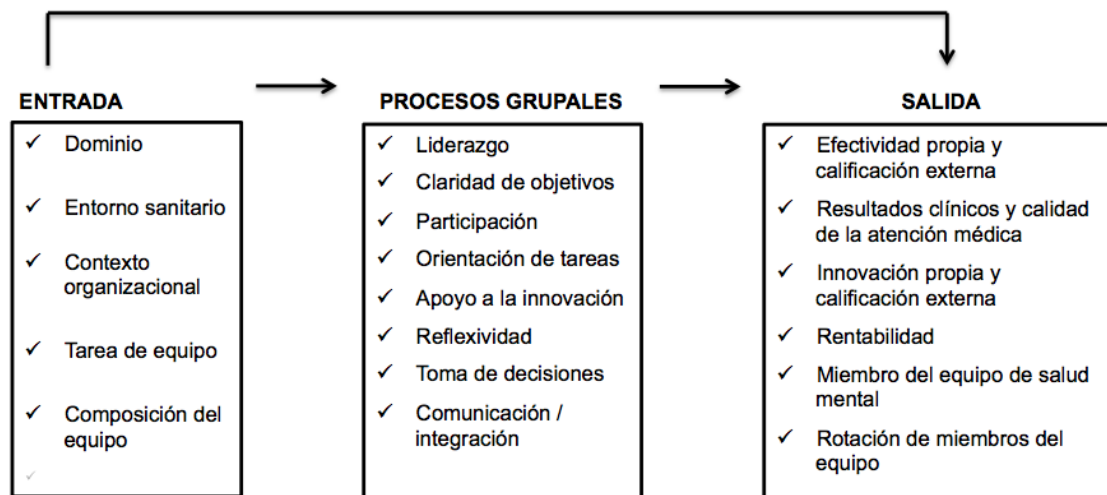 ENTRADA
✓ Dominio
✓ Entorno sanitario
✓ Contexto
organizacional
✓ Tarea de equipo
✓ Composición del
equipo
✓
PROCESOS GRUPALES
✓ Liderazgo
✓ Claridad de objetivos
✓ Participación
✓ Orientación de tareas
✓ Apoyo a la innovación
✓ Reflexividad
✓ Toma de decisiones
✓ Comunicación /
integración
SALIDA
✓ Efectividad propia y
calificación externa
✓ Resultados clínicos y calidad
de la atención médica
✓ Innovación propia y
calificación externa
✓ Rentabilidad
✓ Miembro del equipo de salud
mental
✓ Rotación de miembros del
equipo